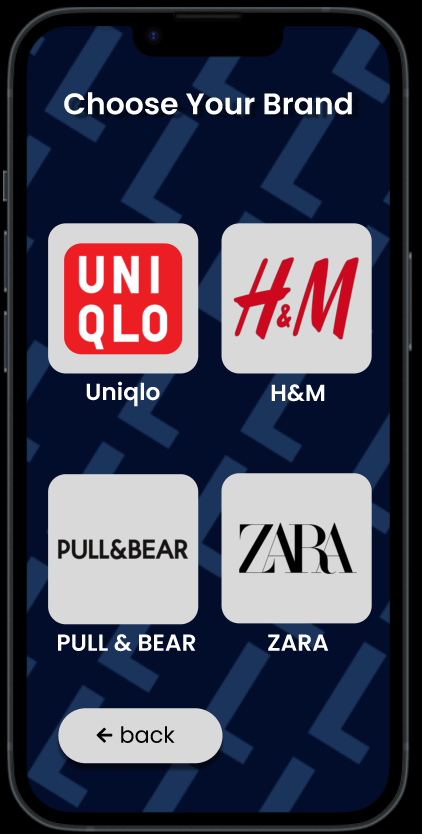 Choose Your Brand
UNI
QLO
H&M
Uniqlo
H&M
PULL&BEAR
ZARA
PULL & BEAR
ZARA
← back